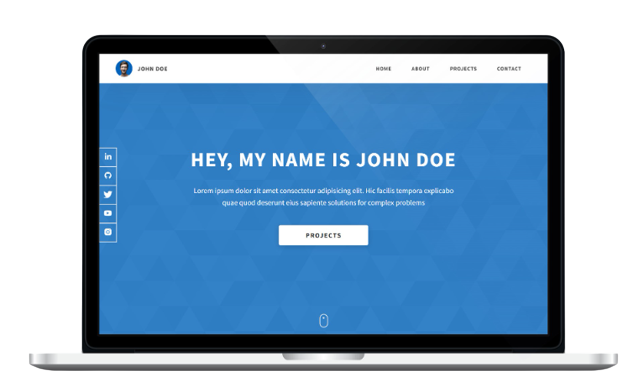 JOHN DOE
HOME ABOUT PROJECTS CONTACT
HEY, MY NAME IS JOHN DOE
Lorem ipsum dolor sit amet consectetur adipisicing elit. Hic facilis tempora explicabo
quae quod deserunt eius sapiente solutions for complex problems
PROJECTS
in